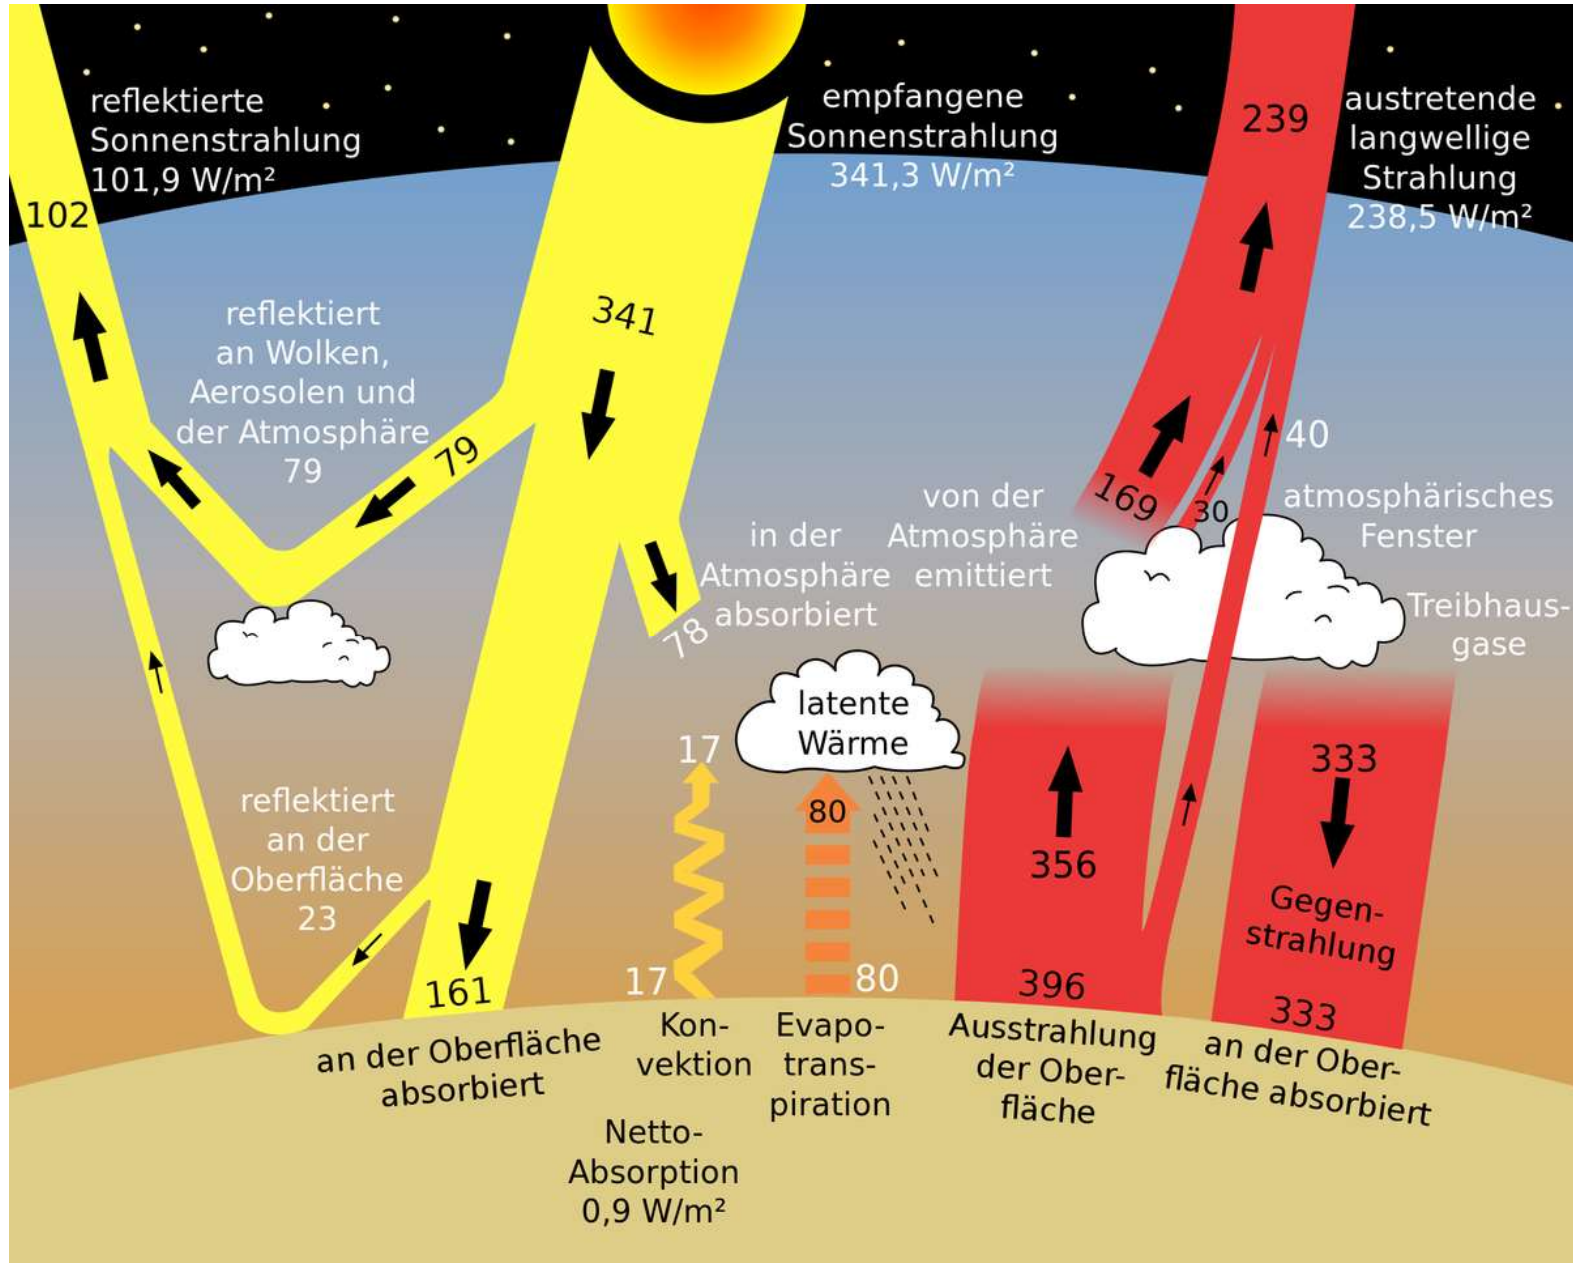 reflektierte
Sonnenstrahlung
101,9 W/m²
102
empfangene
Sonnenstrahlung
341,3 W/m²
239
austretende
langwellige
Strahlung
238,5 W/m²
341
reflektiert
an Wolken,
Aerosolen und
der Atmosphäre
79
79
78
in der
Atmosphäre
absorbiert
von der
Atmosphäre
emittiert
169
30
40
atmosphärisches
Fenster
Treibhaus-
gase
latente
Wärme
reflektiert
an der
Oberfläche
23
161
an der Oberfläche
absorbiert
17
17
Kon-
vektion
80
80
Evapo-
trans-
piration
356
396
Ausstrahlung
der Ober-
fläche
333
Gegen-
strahlung
333
an der Ober-
fläche absorbiert
Netto-
Absorption
0,9 W/m²